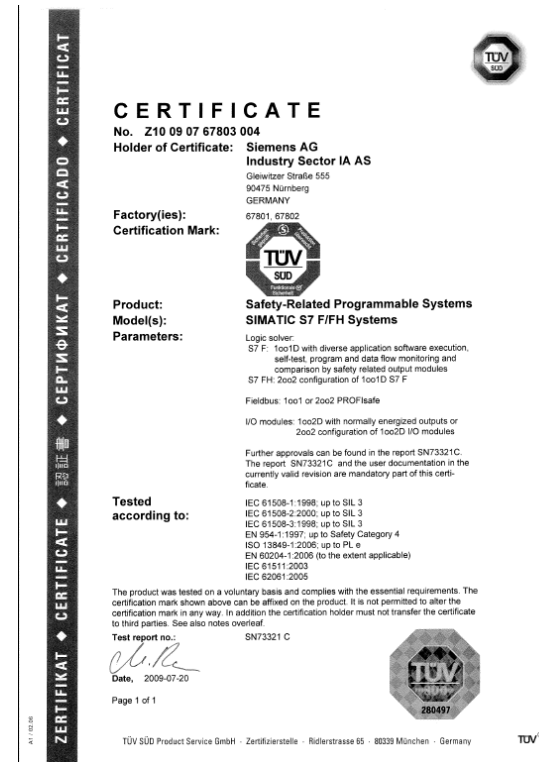 ZERTIFIKAT ◆ CERTIFICATE ◆ 認証書 ◆ СЕРТИФИКАТ ◆ CERTIFICADO ◆ CERTIFICAT
TÜV
SÜD
CERTIFICATE
No. Z10 09 07 67803 004
Holder of Certificate: Siemens AG
Industry Sector IA AS
Gleiwitzer Straße 555
90475 Nürnberg
GERMANY
Factory(ies): 67801, 67802
Certification Mark:
TÜV
SÜD
Funktionale
Sicherheit
Product: Safety-Related Programmable Systems
Model(s): SIMATIC S7 F/FH Systems
Parameters: Logic solver:
S7 F: 1oo1D with diverse application software execution,
self-test, program and data flow monitoring and
comparison by safety related output modules
S7 FH: 2oo2 configuration of 1oo1D S7 F
Fieldbus: 1oo1 or 2oo2 PROFIsafe
I/O modules: 1oo2D with normally energized outputs or
2oo2 configuration of 1oo2D I/O modules
Further approvals can be found in the report SN73321C.
The report SN73321C and the user documentation in the
currently valid revision are mandatory part of this certi-
ficate.
Tested
according to:
IEC 61508-1:1998; up to SIL 3
IEC 61508-2:2000; up to SIL 3
IEC 61508-3:1998; up to SIL 3
EN 954-1:1997; up to Safety Category 4
ISO 13849-1:2006; up to PL e
EN 60204-1:2006 (to the extent applicable)
IEC 61511:2003
IEC 62061:2005
The product was tested on a voluntary basis and complies with the essential requirements. The
certification mark shown above can be affixed on the product. It is not permitted to alter the
certification mark in any way. In addition the certification holder must not transfer the certificate
to third parties. See also notes overleaf.
Test report no.: SN73321 C
Date, 2009-07-20
Page 1 of 1
TÜV
SÜD
280497
A1 / 02.06
TÜV SÜD Product Service GmbH · Zertifizierstelle · Ridlerstrasse 65 · 80339 München · Germany
TÜV